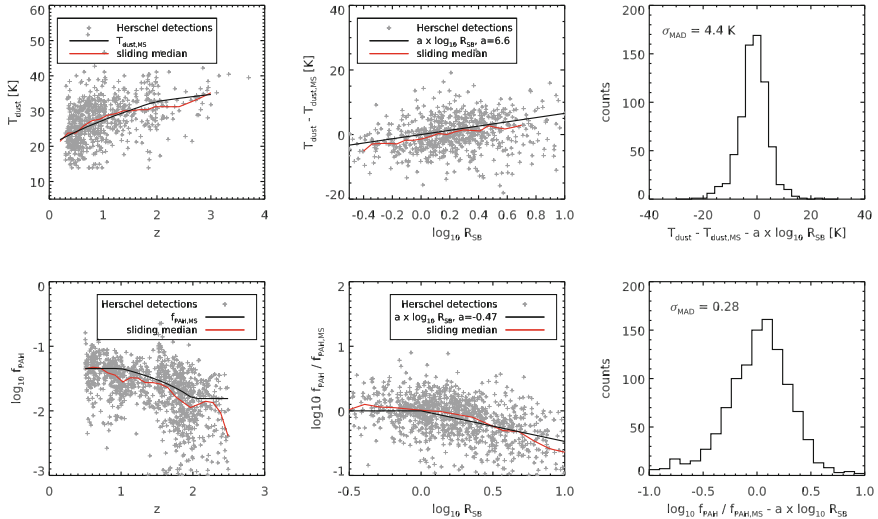 Herschel detections
T_dust,MS
sliding median
T_dust [K]
60
50
40
30
20
10
0
1
2
3
4
z
Herschel detections
a x log₁₀ R_SB, a=6.6
sliding median
T_dust - T_dust,MS [K]
40
20
0
-20
-0.4
-0.2
0.0
0.2
0.4
0.6
0.8
1.0
log₁₀ R_SB
σ_MAD = 4.4 K
counts
200
150
100
50
0
-40
-20
0
20
40
T_dust - T_dust,MS - a x log₁₀ R_SB [K]
Herschel detections
f_PAH,MS
sliding median
log₁₀ f_PAH
-0
-1
-2
-3
0
1
2
3
z
Herschel detections
a x log₁₀ R_SB, a=-0.47
sliding median
log10 f_PAH / f_PAH,MS
2
1
0
-1
-0.5
0.0
0.5
1.0
log₁₀ R_SB
σ_MAD = 0.28
counts
200
150
100
50
0
-1.0
-0.5
0.0
0.5
1.0
log₁₀ f_PAH / f_PAH,MS - a x log₁₀ R_SB